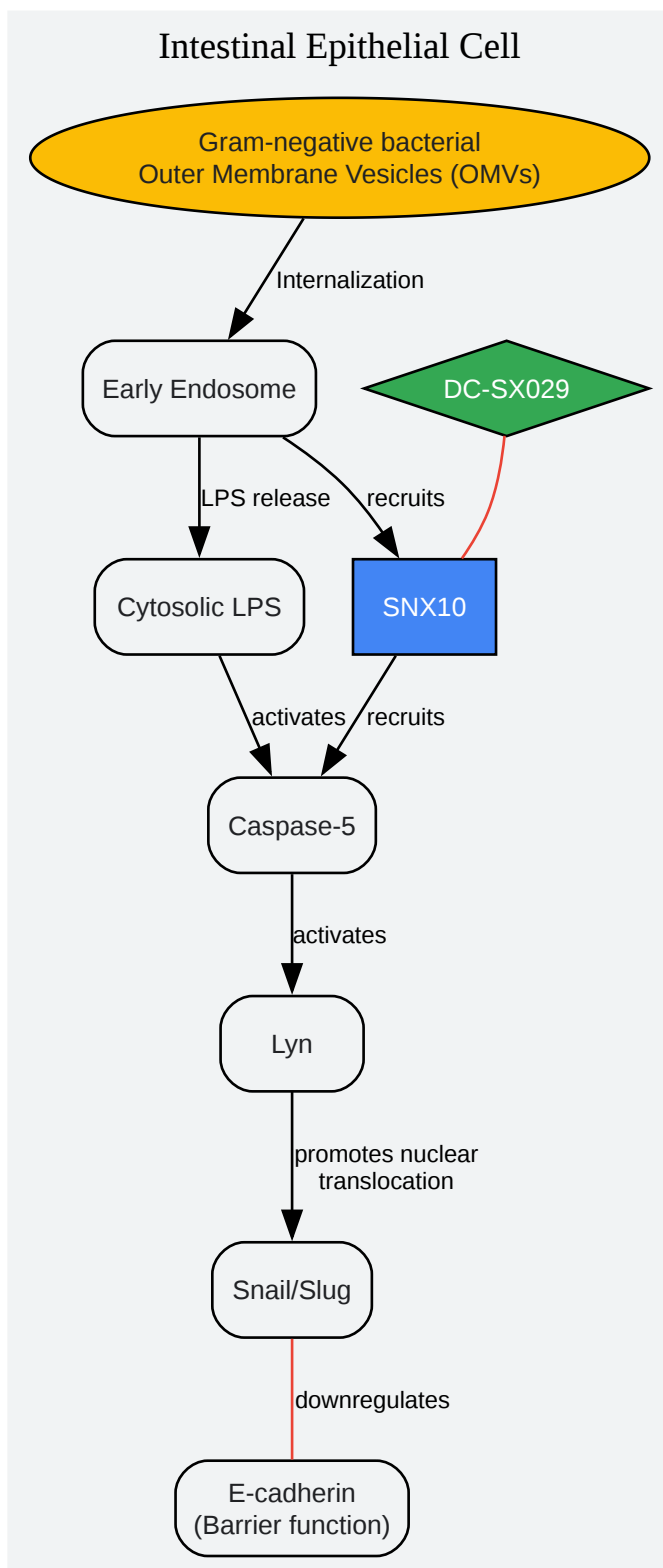 Intestinal Epithelial Cell
Gram-negative bacterial
Outer Membrane Vesicles (OMVs)
Internalization
Early Endosome
DC-SX029
LPS release
recruits
Cytosolic LPS
SNX10
activates
recruits
Caspase-5
activates
Lyn
promotes nuclear
translocation
Snail/Slug
downregulates
E-cadherin
(Barrier function)